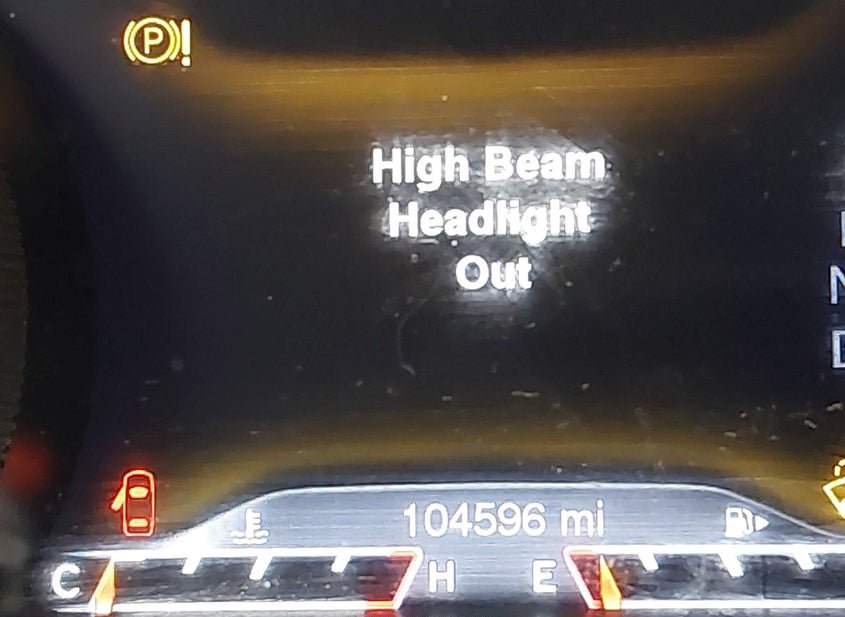 (P)!
High Beam
Headlight
Out
N
104596 mi
C H E